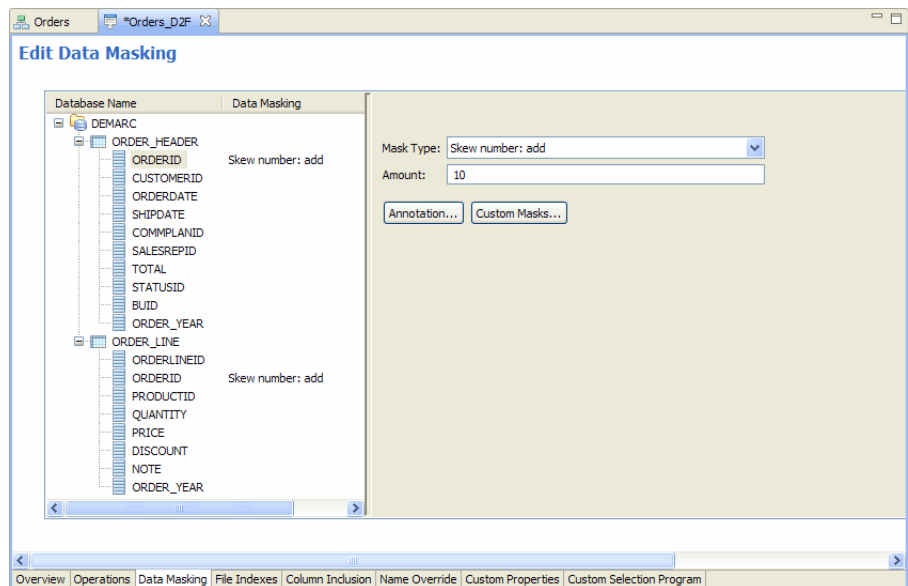 Orders *Orders_D2F
Edit Data Masking
Database Name Data Masking
DEMARC
ORDER_HEADER
ORDERID Skew number: add
CUSTOMERID
ORDERDATE
SHIPDATE
COMMPLANID
SALESREPID
TOTAL
STATUSID
BUID
ORDER_YEAR
ORDER_LINE
ORDERLINEID
ORDERID Skew number: add
PRODUCTID
QUANTITY
PRICE
DISCOUNT
NOTE
ORDER_YEAR
Mask Type: Skew number: add
Amount: 10
Annotation... Custom Masks...
Overview Operations Data Masking File Indexes Column Inclusion Name Override Custom Properties Custom Selection Program